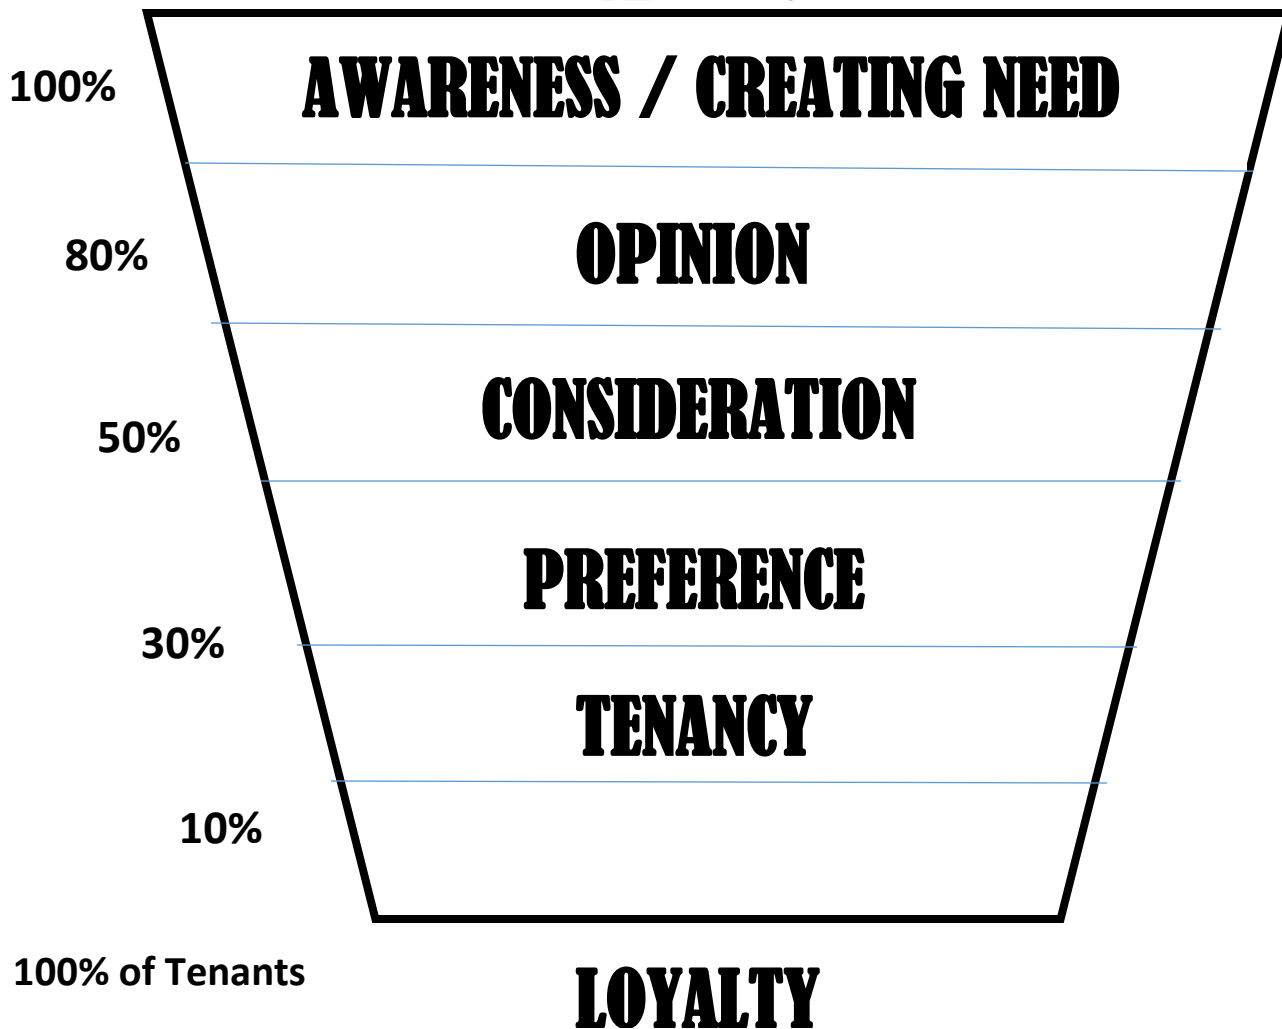 100%
AWARENESS / CREATING NEED
80%
OPINION
50%
CONSIDERATION
PREFERENCE
30%
TENANCY
10%
100% of Tenants
LOYALTY